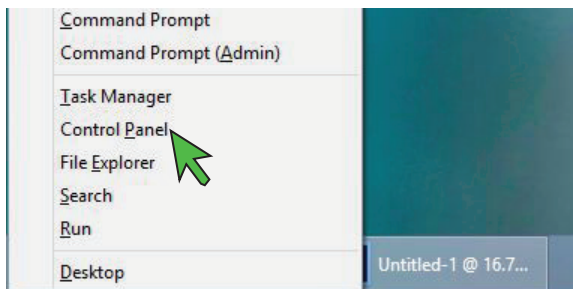 Command Prompt
Command Prompt (Admin)
Task Manager
Control Panel
File Explorer
Search
Run
Desktop
Untitled-1 @ 16.7...